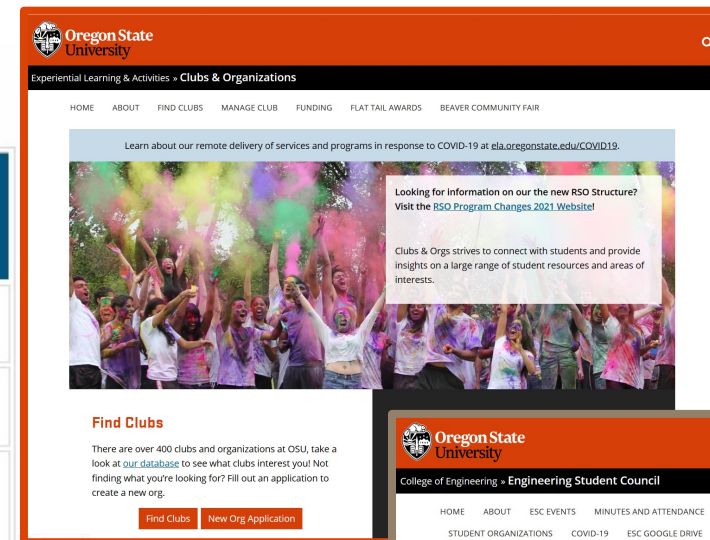 Oregon State
University
Experiential Learning & Activities » Clubs & Organizations
HOME ABOUT FIND CLUBS MANAGE CLUB FUNDING FLAT TAIL AWARDS BEAVER COMMUNITY FAIR
Learn about our remote delivery of services and programs in response to COVID-19 at ela.oregonstate.edu/COVID19.
Looking for information on our the new RSO Structure?
Visit the RSO Program Changes 2021 Website!
Clubs & Orgs strives to connect with students and provide
insights on a large range of student resources and areas of
interests.
Find Clubs
There are over 400 clubs and organizations at OSU, take a
look at our database to see what clubs interest you! Not
finding what you're looking for? Fill out an application to
create a new org.
Find Clubs New Org Application
Oregon State
University
College of Engineering » Engineering Student Council
HOME ABOUT ESC EVENTS MINUTES AND ATTENDANCE
STUDENT ORGANIZATIONS COVID-19 ESC GOOGLE DRIVE